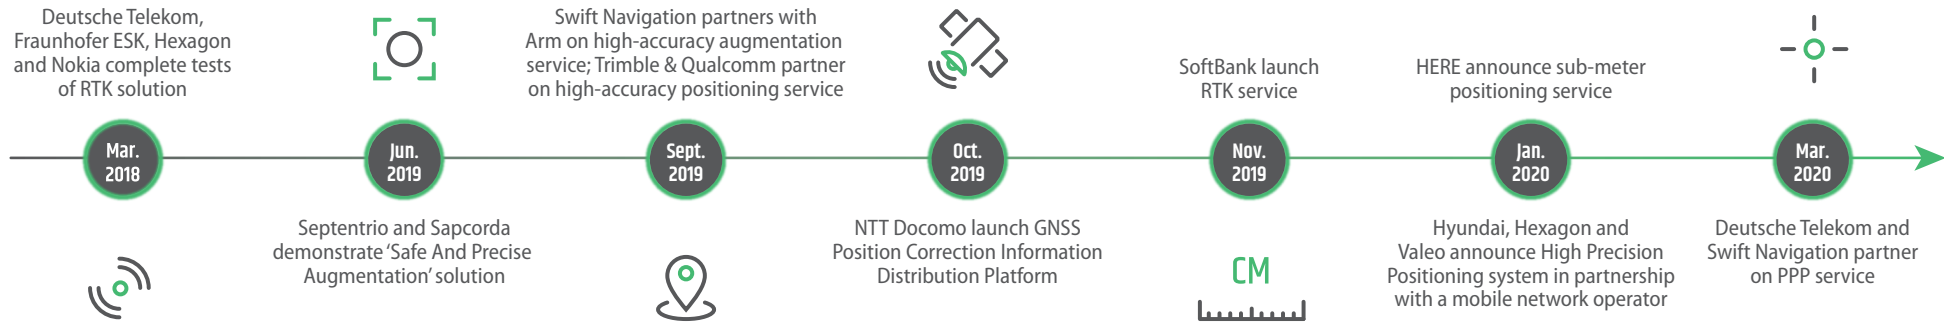 Deutsche Telekom,
Fraunhofer ESK, Hexagon
and Nokia complete tests
of RTK solution
Mar.
2018
Jun.
2019
Septentrio and Sapcorda
demonstrate ‘Safe And Precise
Augmentation’ solution
Swift Navigation partners with
Arm on high-accuracy augmentation
service; Trimble & Qualcomm partner
on high-accuracy positioning service
Sept.
2019
Oct.
2019
NTT Docomo launch GNSS
Position Correction Information
Distribution Platform
SoftBank launch
RTK service
Nov.
2019
CM
HERE announce sub-meter
positioning service
Jan.
2020
Hyundai, Hexagon and
Valeo announce High Precision
Positioning system in partnership
with a mobile network operator
Mar.
2020
Deutsche Telekom and
Swift Navigation partner
on PPP service